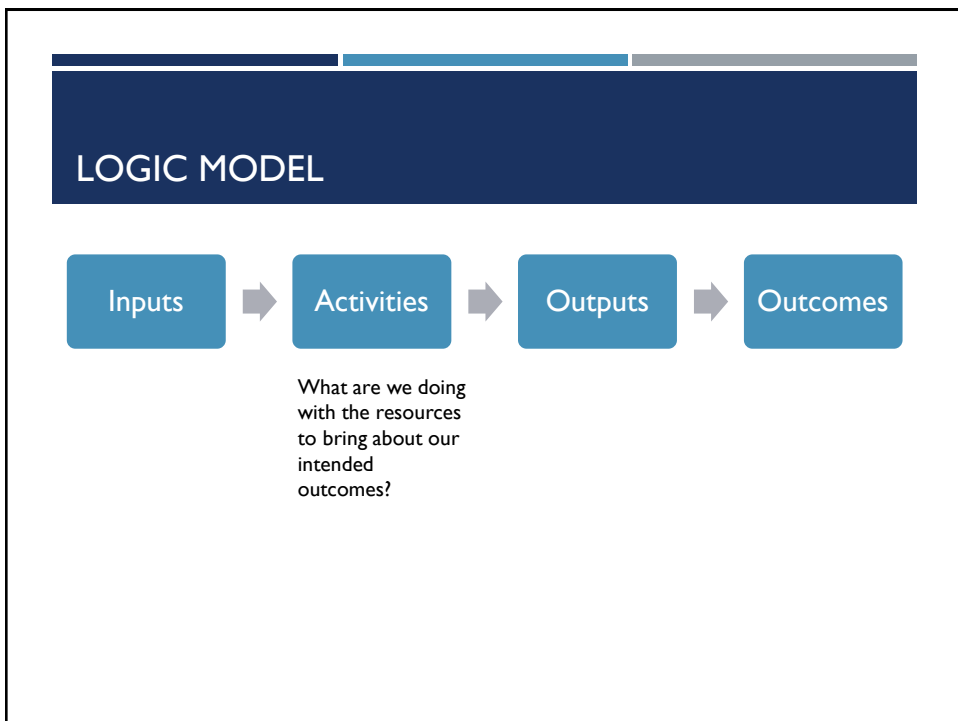 LOGIC MODEL
Inputs
Activities
Outputs
Outcomes
What are we doing
with the resources
to bring about our
intended
outcomes?